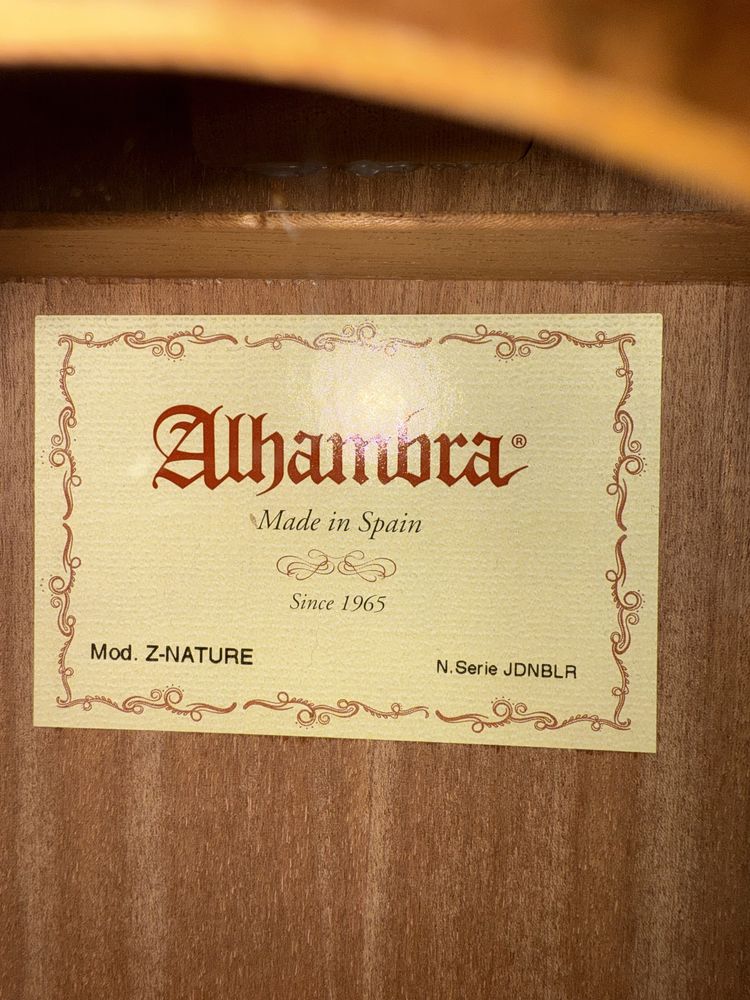 Alhambra®
Made in Spain
Since 1965
Mod. Z-NATURE
N.Serie JDNBLR